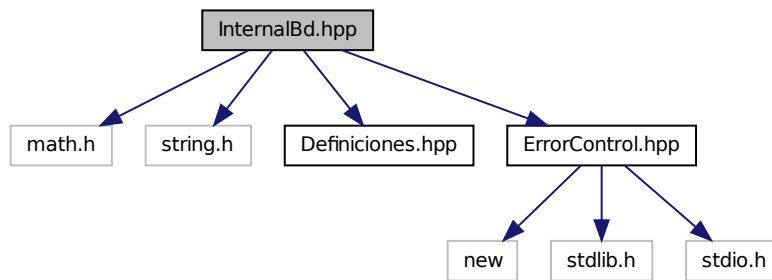 InternalBd.hpp
math.h
string.h
Definiciones.hpp
ErrorControl.hpp
new
stdlib.h
stdio.h